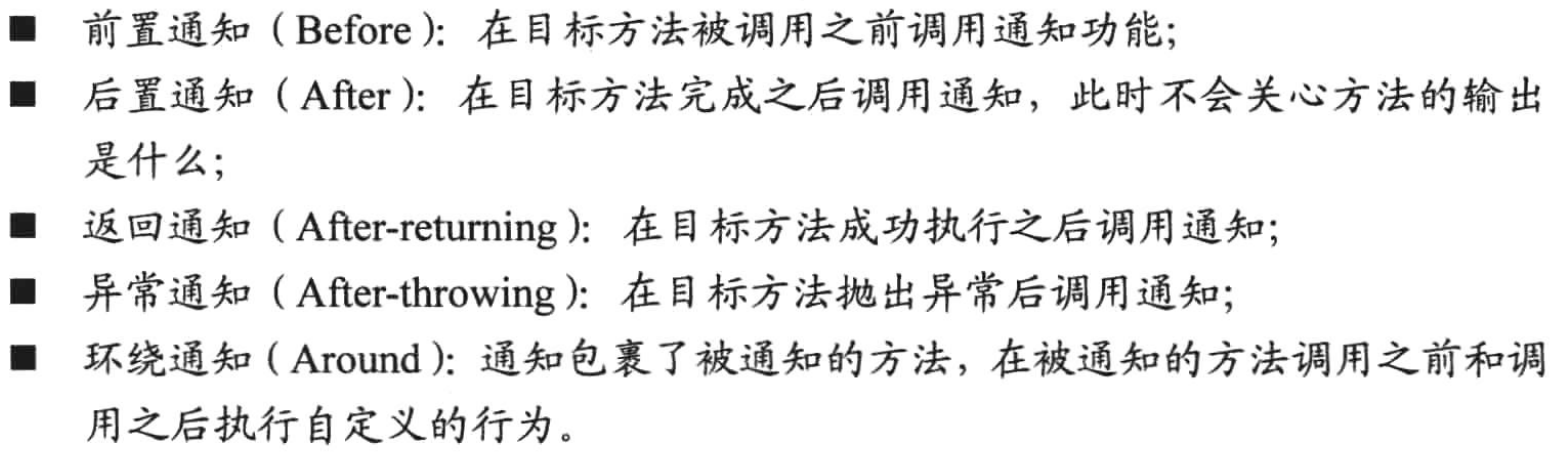 ■ 前置通知（Before）：在目标方法被调用之前调用通知功能；
■ 后置通知（After）：在目标方法完成之后调用通知，此时不会关心方法的输出
是什么；
■ 返回通知（After-returning）：在目标方法成功执行之后调用通知；
■ 异常通知（After-throwing）：在目标方法抛出异常后调用通知；
■ 环绕通知（Around）：通知包裹了被通知的方法，在被通知的方法调用之前和调
用之后执行自定义的行为。